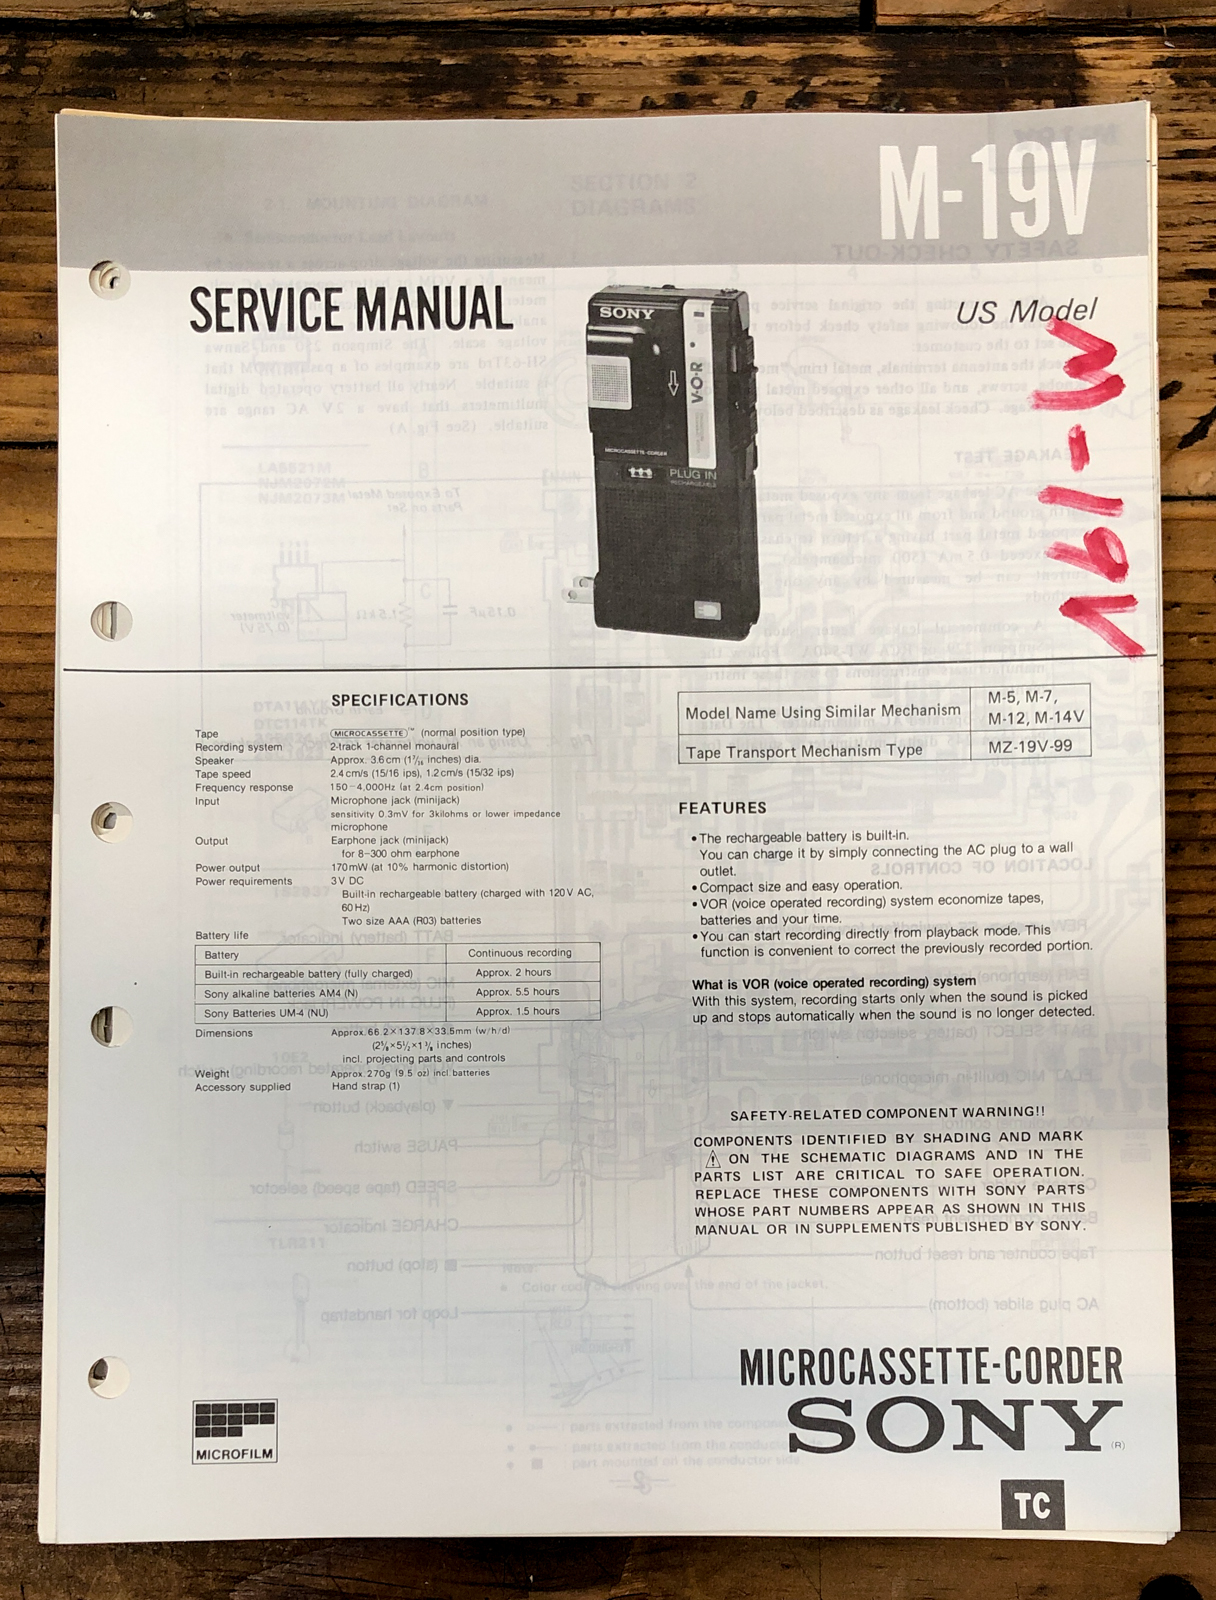 M-19V
SERVICE MANUAL
US Model
M-19V
SONY
V·O·R
MICROCASSETTE-CORDER
PLUG IN
RECHARGEABLE
SPECIFICATIONS
Tape MICROCASSETTE™ (normal position type)
Recording system 2-track 1-channel monaural
Speaker Approx. 3.6cm (1 7/16 inches) dia.
Tape speed 2.4cm/s (15/16 ips), 1.2cm/s (15/32 ips)
Frequency response 150-4,000Hz (at 2.4cm position)
Input Microphone jack (minijack)
sensitivity 0.3mV for 3kilohms or lower impedance
microphone
Output Earphone jack (minijack)
for 8–300 ohm earphone
Power output 170mW (at 10% harmonic distortion)
Power requirements 3V DC
Built-in rechargeable battery (charged with 120V AC,
60Hz)
Two size AAA (R03) batteries
Battery life
Battery Continuous recording
Built-in rechargeable battery (fully charged) Approx. 2 hours
Sony alkaline batteries AM4 (N) Approx. 5.5 hours
Sony Batteries UM-4 (NU) Approx. 1.5 hours
Dimensions Approx. 66.2×137.8×33.5mm (w/h/d)
(2 5/8×5 1/2×1 3/8 inches)
incl. projecting parts and controls
Weight Approx. 270g (9.5 oz) incl. batteries
Accessory supplied Hand strap (1)
Model Name Using Similar Mechanism M-5, M-7,
M-12, M-14V
Tape Transport Mechanism Type MZ-19V-99
FEATURES
• The rechargeable battery is built-in.
You can charge it by simply connecting the AC plug to a wall
outlet.
• Compact size and easy operation.
• VOR (voice operated recording) system economize tapes,
batteries and your time.
• You can start recording directly from playback mode. This
function is convenient to correct the previously recorded portion.
What is VOR (voice operated recording) system
With this system, recording starts only when the sound is picked
up and stops automatically when the sound is no longer detected.
SAFETY-RELATED COMPONENT WARNING!!
COMPONENTS IDENTIFIED BY SHADING AND MARK
⚠ ON THE SCHEMATIC DIAGRAMS AND IN THE
PARTS LIST ARE CRITICAL TO SAFE OPERATION.
REPLACE THESE COMPONENTS WITH SONY PARTS
WHOSE PART NUMBERS APPEAR AS SHOWN IN THIS
MANUAL OR IN SUPPLEMENTS PUBLISHED BY SONY.
MICROCASSETTE-CORDER
SONY (R)
MICROFILM
TC